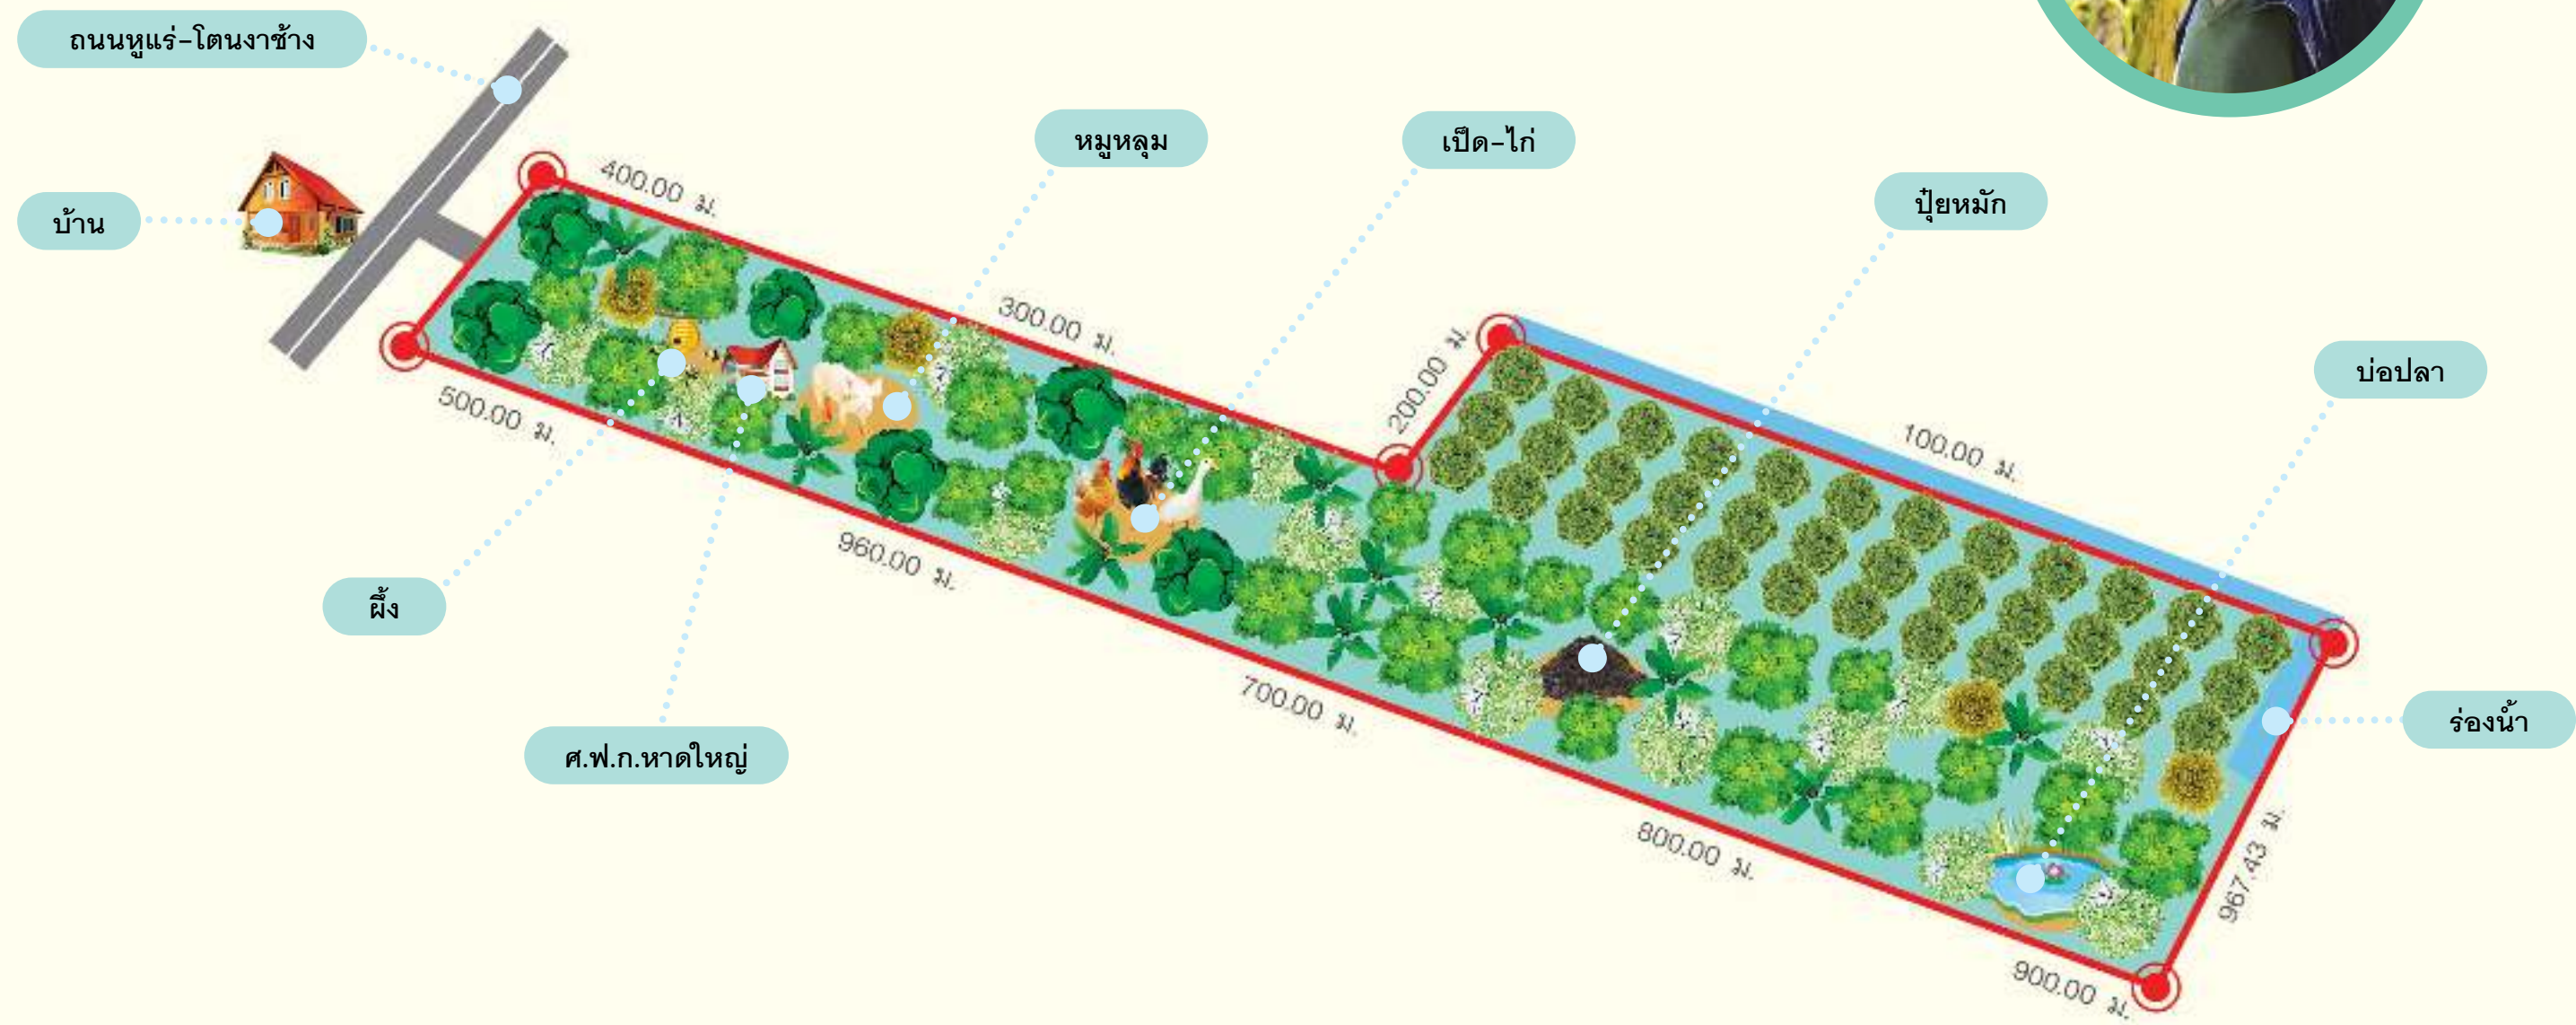 ถนนหูแร่-โตนงาช้าง
บ้าน
400.00 ม.
หมูหลุม
เป็ด-ไก่
ปุ๋ยหมัก
300.00 ม.
200.00 ม.
100.00 ม.
บ่อปลา
500.00 ม.
960.00 ม.
ผึ้ง
ศ.ฟ.ก.หาดใหญ่
700.00 ม.
ร่องน้ำ
800.00 ม.
967.43 ม.
900.00 ม.